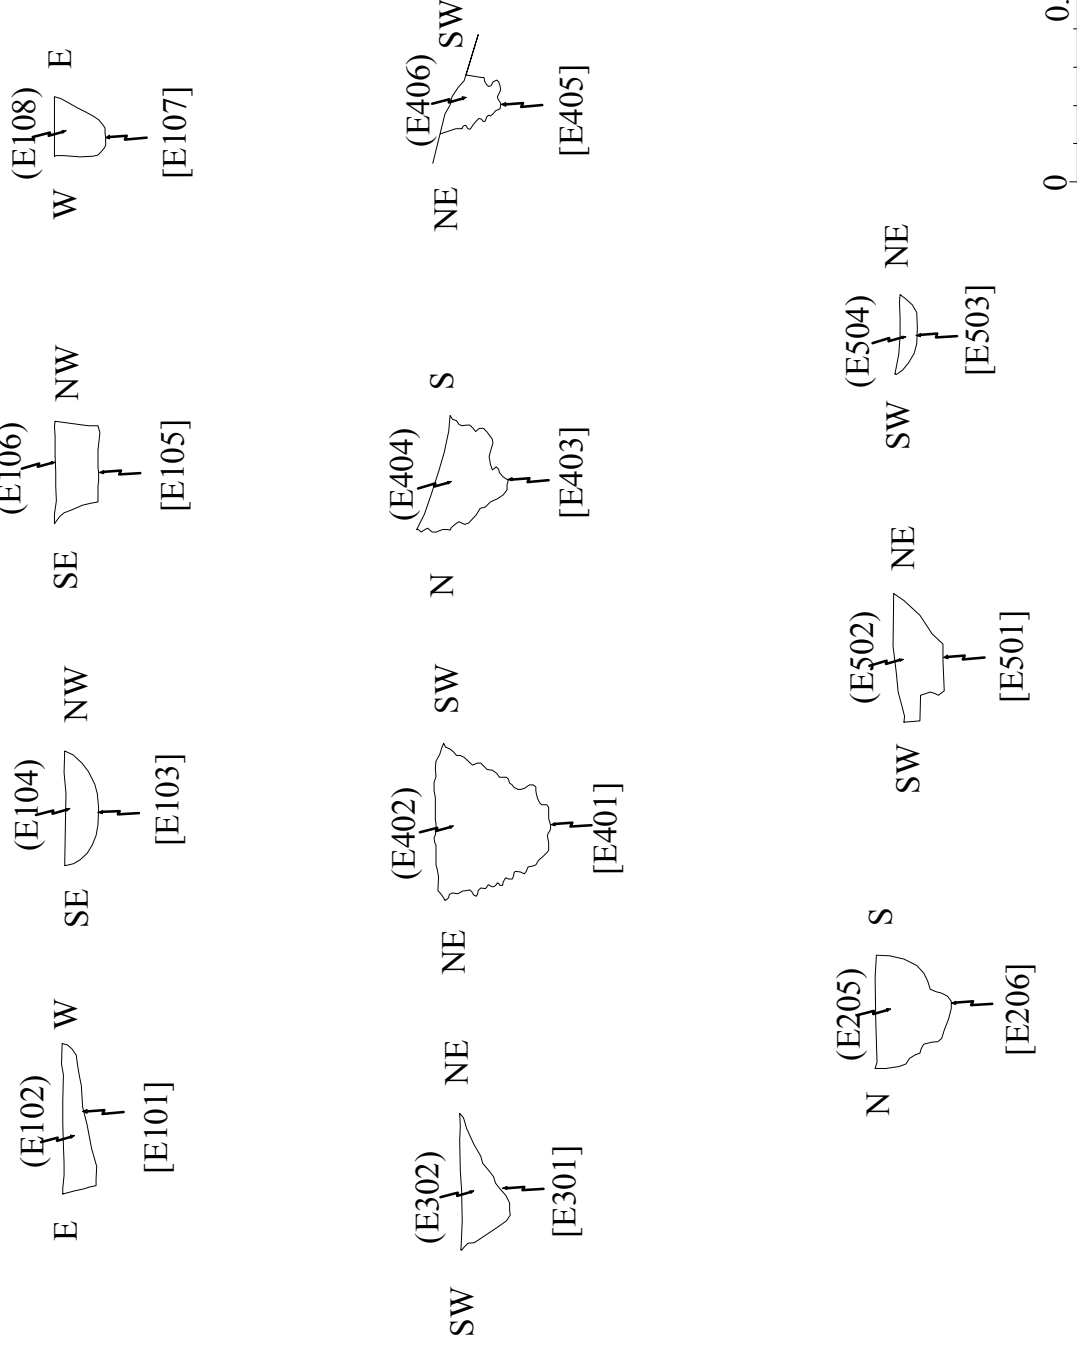 (E102)
E W
[E101]
(E104)
SE NW
[E103]
(E106)
SE NW
[E105]
(E108)
W E
[E107]
(E302)
SW NE
[E301]
(E402)
NE SW
[E401]
(E404)
N S
[E403]
(E406)
NE SW
[E405]
(E205)
N S
[E206]
(E502)
SW NE
[E501]
(E504)
SW NE
[E503]
0 0.